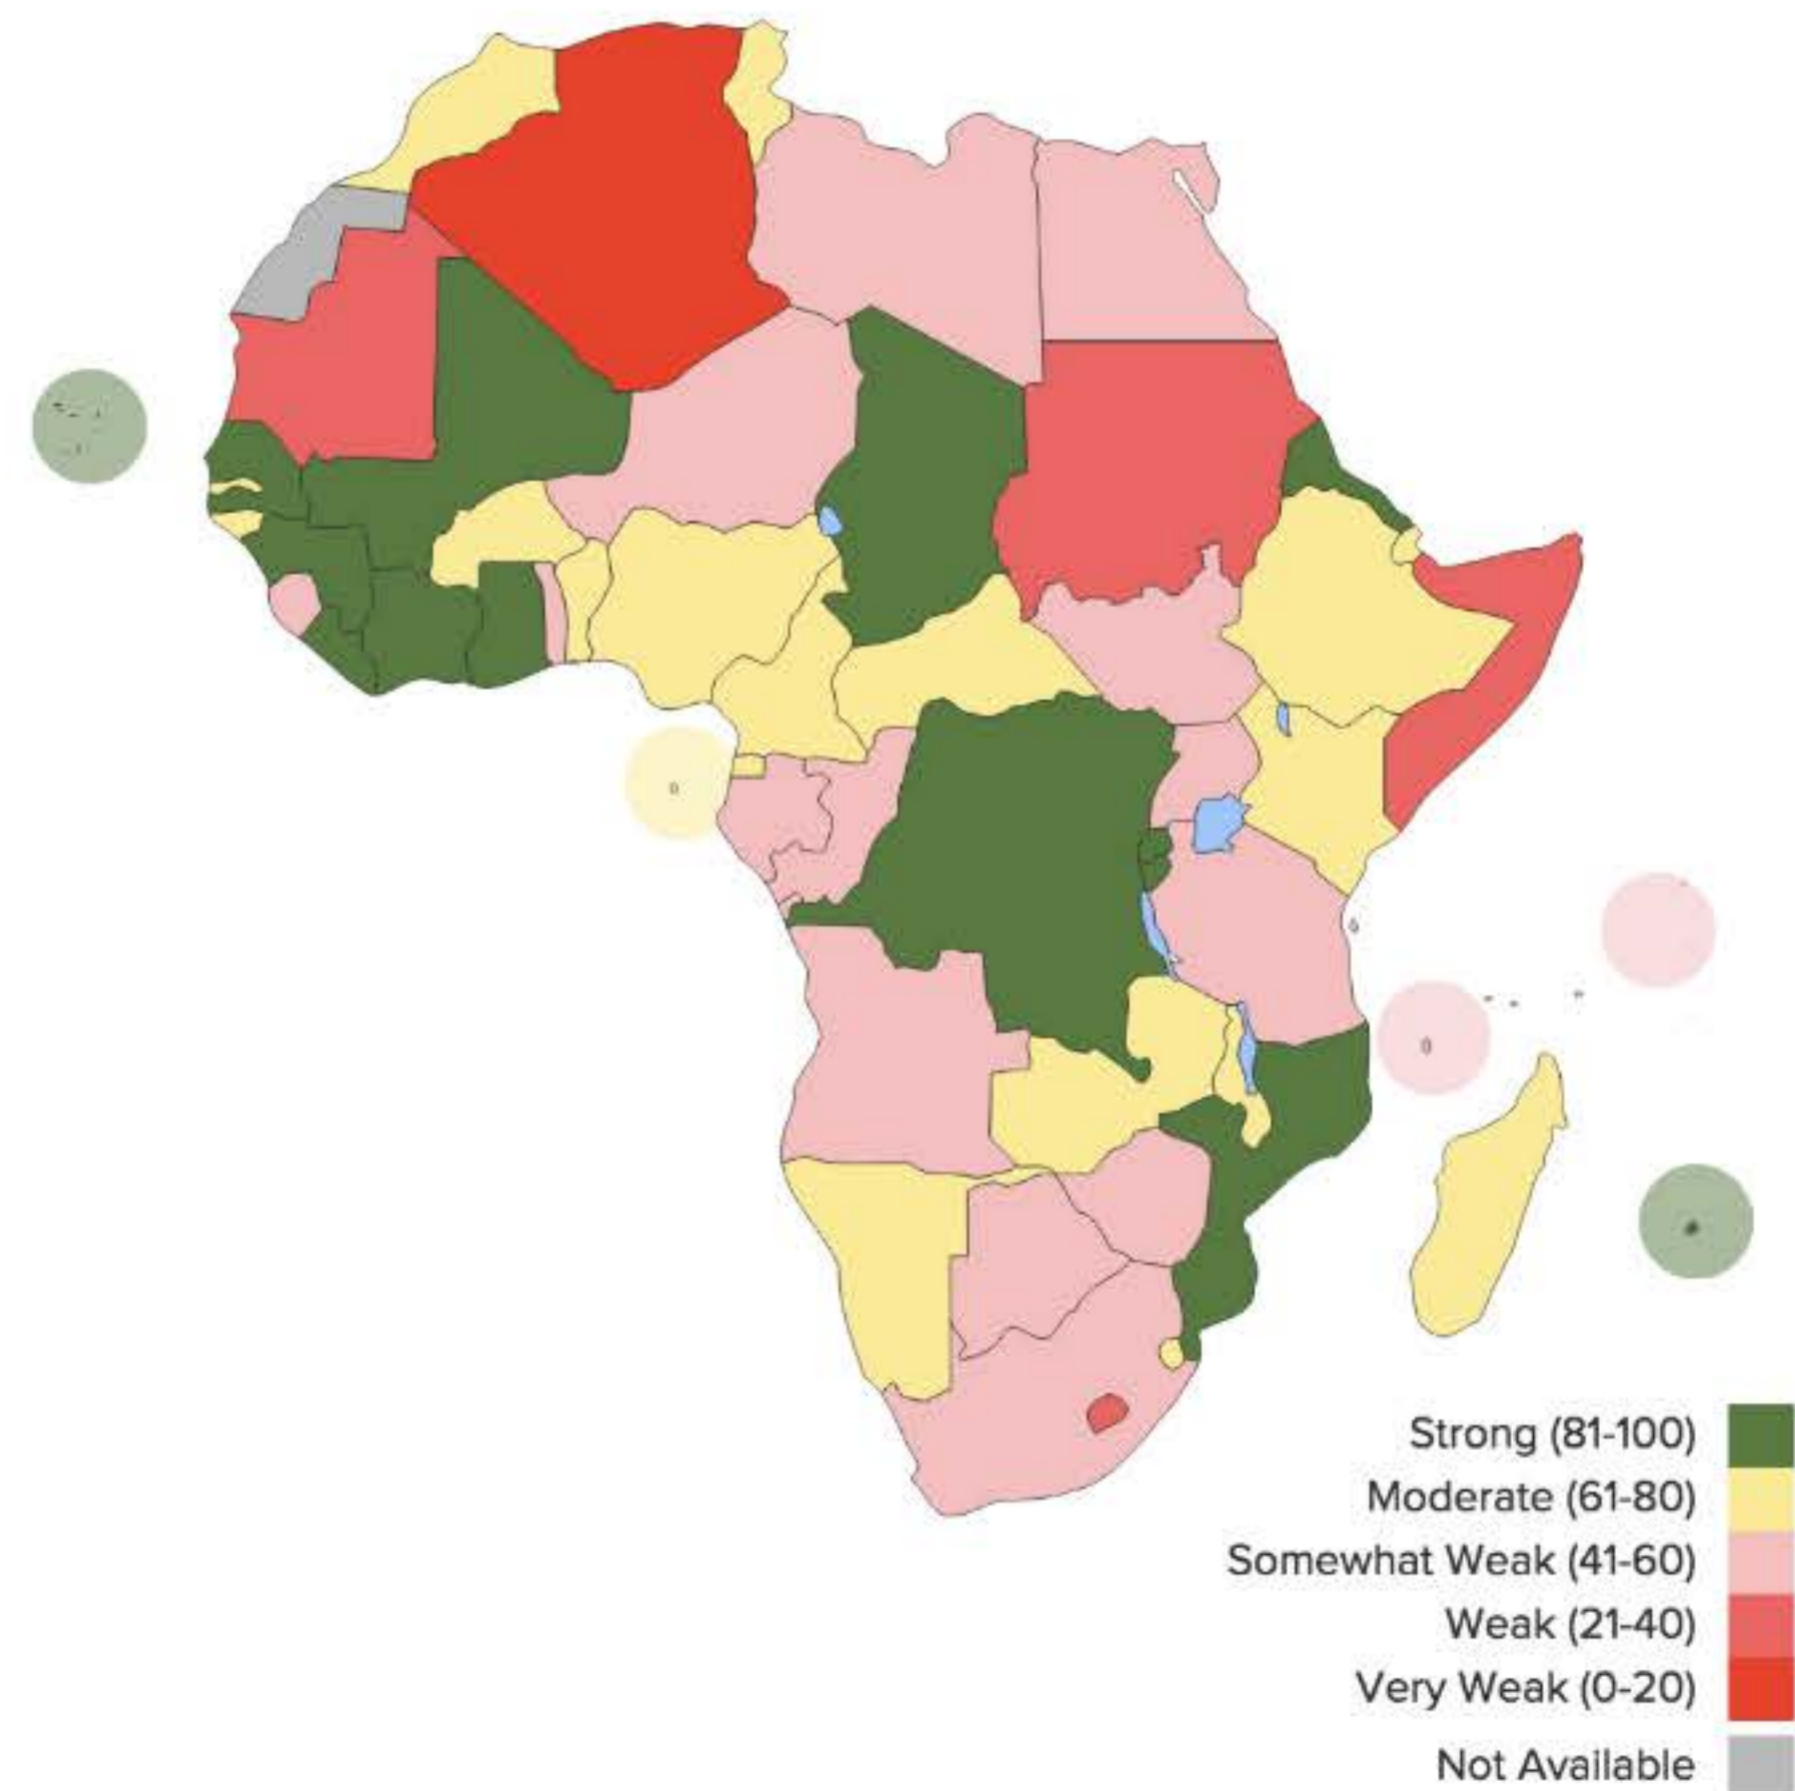 Strong (81-100)
Moderate (61-80)
Somewhat Weak (41-60)
Weak (21-40)
Very Weak (0-20)
Not Available